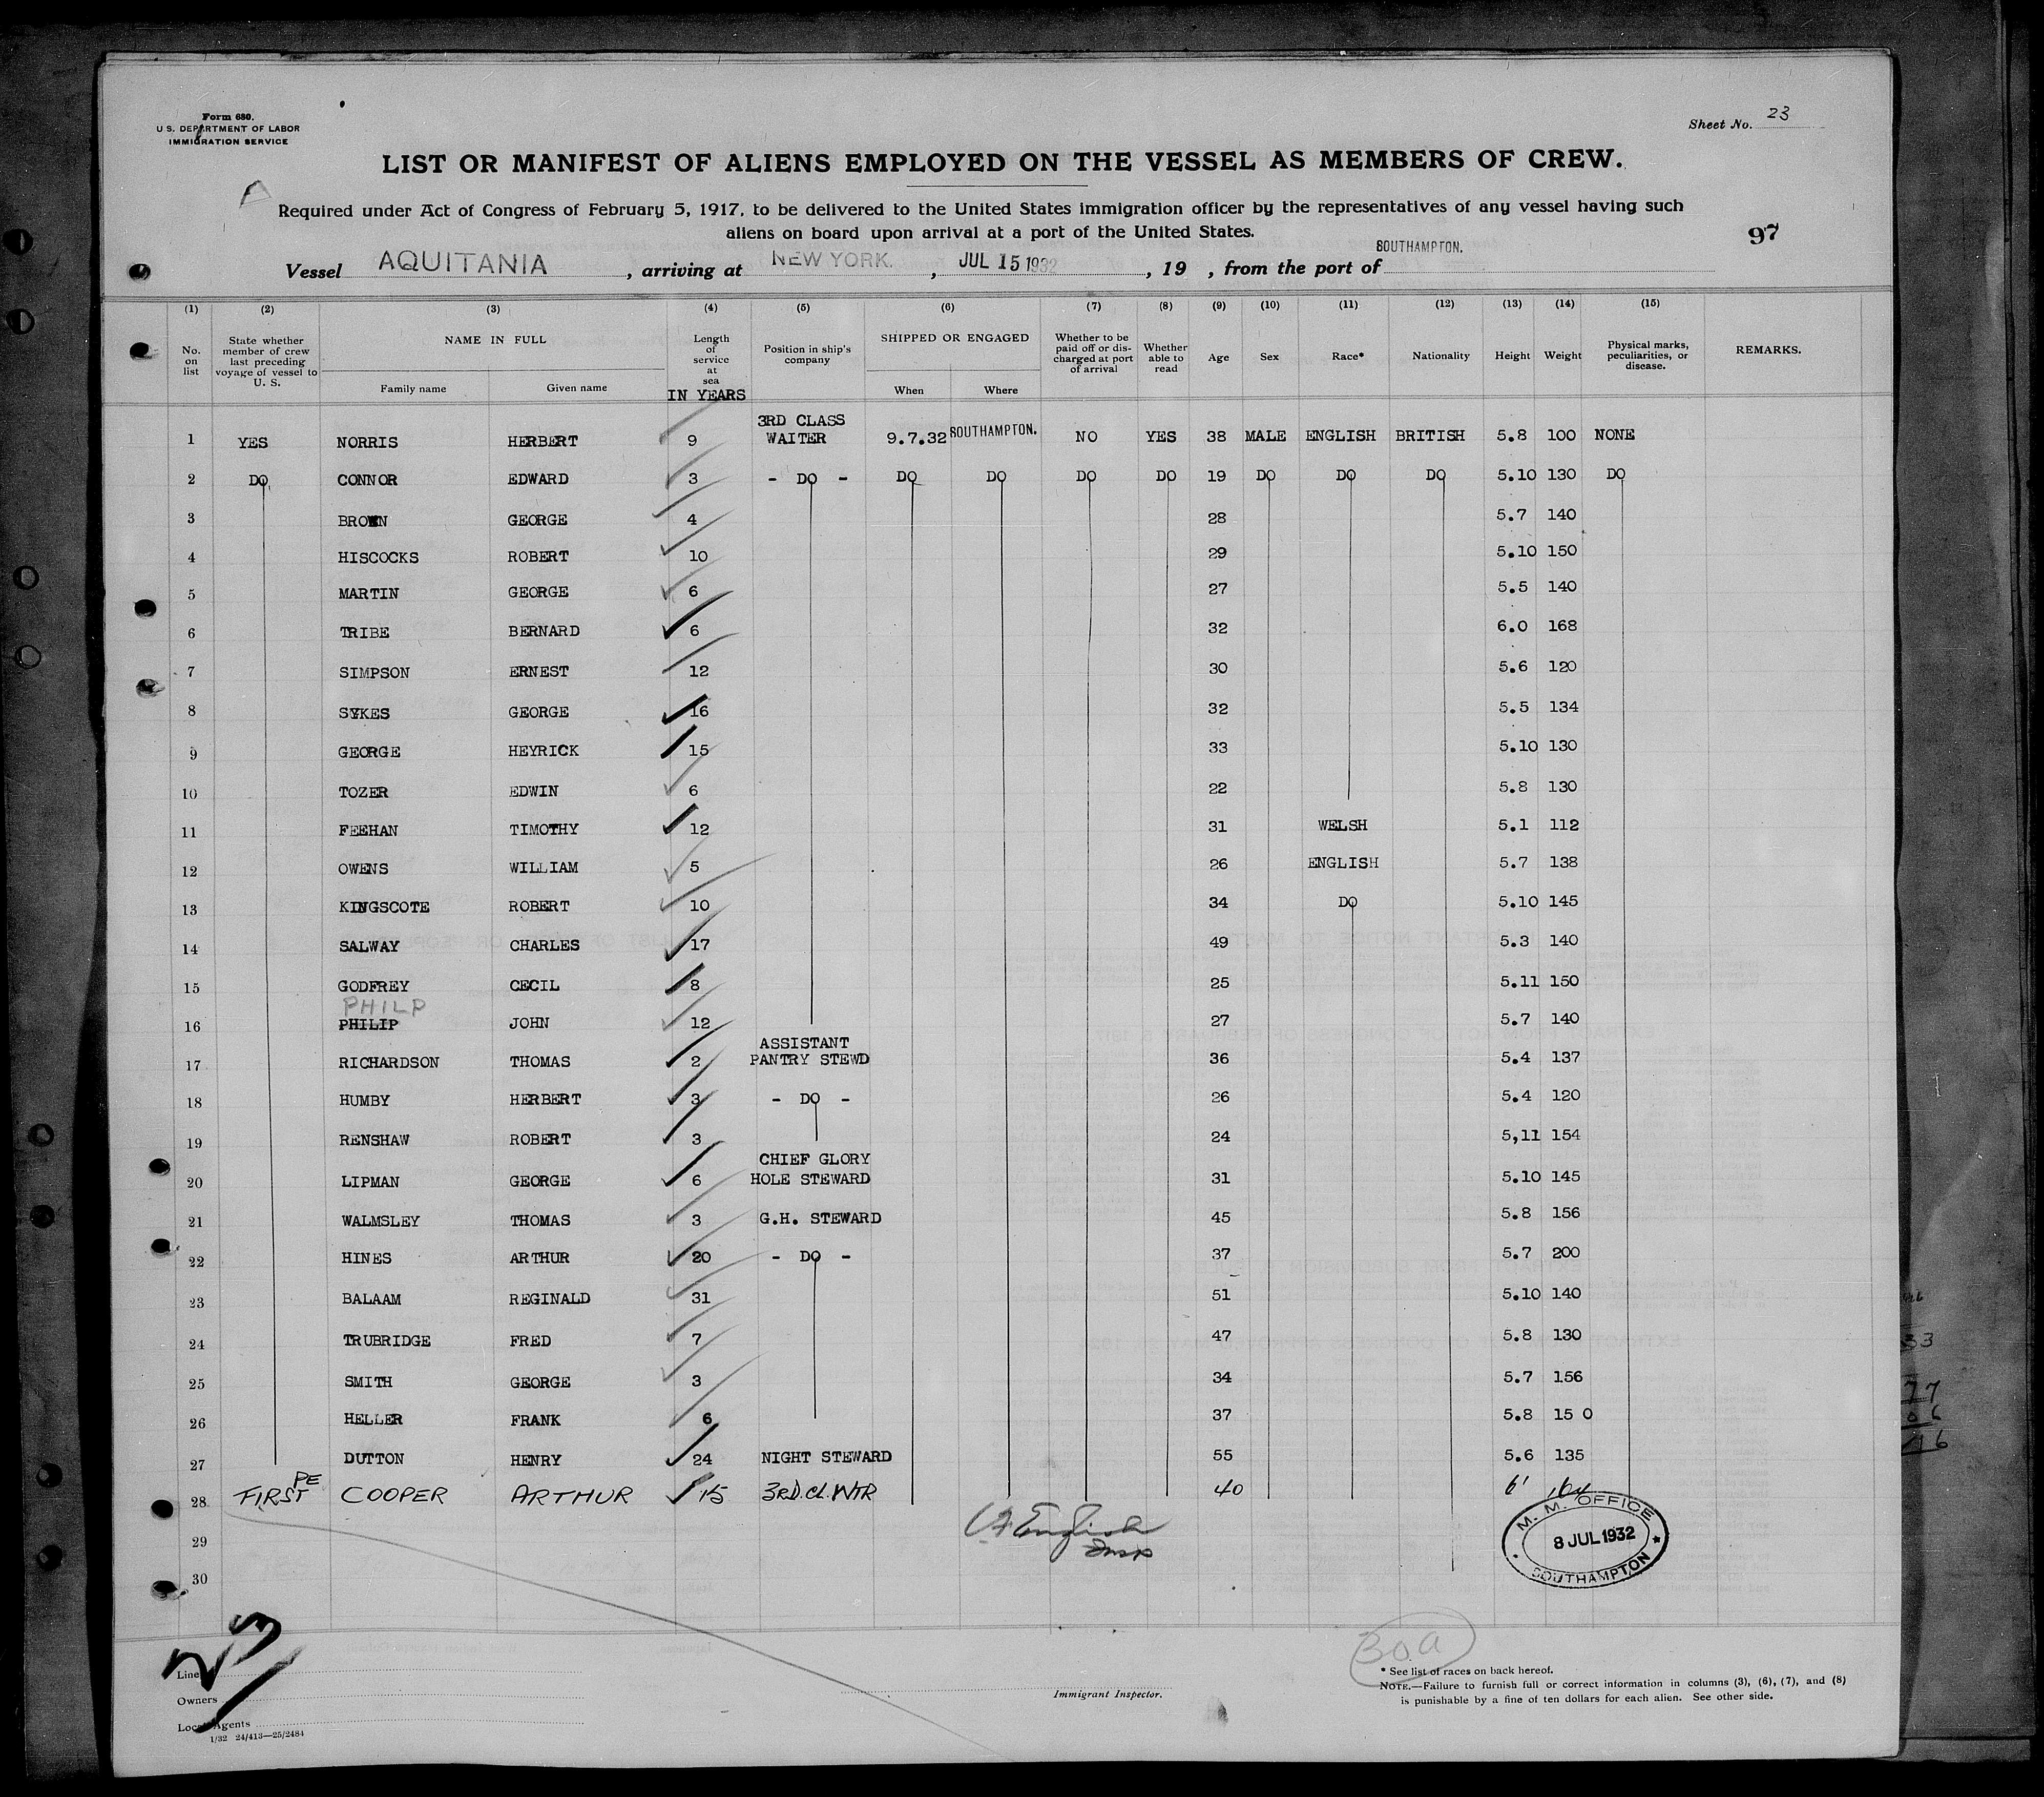 Form 680.
U.S. DEPARTMENT OF LABOR
IMMIGRATION SERVICE
Sheet No. 23
LIST OR MANIFEST OF ALIENS EMPLOYED ON THE VESSEL AS MEMBERS OF CREW.
Required under Act of Congress of February 5, 1917, to be delivered to the United States immigration officer by the representatives of any vessel having such
aliens on board upon arrival at a port of the United States.
97
Vessel AQUITANIA, arriving at NEW YORK., JUL 15 1932, 19 , from the port of SOUTHAMPTON.
(1) (2) (3) (4) (5) (6) (7) (8) (9) (10) (11) (12) (13) (14) (15)
No. on list | State whether member of crew last preceding voyage of vessel to U. S. | NAME IN FULL Family name Given name | Length of service at sea IN YEARS | Position in ship's company | SHIPPED OR ENGAGED When Where | Whether to be paid off or discharged at port of arrival | Whether able to read | Age | Sex | Race* | Nationality | Height | Weight | Physical marks, peculiarities, or disease. | REMARKS.
1 YES NORRIS HERBERT 9 3RD CLASS WAITER 9.7.32 SOUTHAMPTON. NO YES 38 MALE ENGLISH BRITISH 5.8 100 NONE
2 DO CONNOR EDWARD 3 - DO - DO DO DO DO 19 DO DO DO 5.10 130 DO
3 BROWN GEORGE 4 28 5.7 140
4 HISCOCKS ROBERT 10 29 5.10 150
5 MARTIN GEORGE 6 27 5.5 140
6 TRIBE BERNARD 6 32 6.0 168
7 SIMPSON ERNEST 12 30 5.6 120
8 SYKES GEORGE 16 32 5.5 134
9 GEORGE HEYRICK 15 33 5.10 130
10 TOZER EDWIN 6 22 5.8 130
11 FEEHAN TIMOTHY 12 31 WELSH 5.1 112
12 OWENS WILLIAM 5 26 ENGLISH 5.7 138
13 KINGSCOTE ROBERT 10 34 DO 5.10 145
14 SALWAY CHARLES 17 49 5.3 140
15 GODFREY CECIL 8 25 5.11 150
PHILP
16 PHILIP JOHN 12 27 5.7 140
17 RICHARDSON THOMAS 2 ASSISTANT PANTRY STEWD 36 5.4 137
18 HUMBY HERBERT 3 - DO - 26 5.4 120
19 RENSHAW ROBERT 3 24 5,11 154
20 LIPMAN GEORGE 6 CHIEF GLORY HOLE STEWARD 31 5.10 145
21 WALMSLEY THOMAS 3 G.H. STEWARD 45 5.8 156
22 HINES ARTHUR 20 - DO - 37 5.7 200
23 BALAAM REGINALD 31 51 5.10 140
24 TRUBRIDGE FRED 7 47 5.8 130
25 SMITH GEORGE 3 34 5.7 156
26 HELLER FRANK 6 37 5.8 15 0
27 DUTTON HENRY 24 NIGHT STEWARD 55 5.6 135
PE
28 FIRST COOPER ARTHUR 15 3RD.CL.WTR 40 6'
29
30
English
Insp
M. M. OFFICE
8 JUL 1932
SOUTHAMPTON
30a
Line
Owners
Local Agents
1/32 24/413—25/2484
Immigrant Inspector.
* See list of races on back hereof.
NOTE.—Failure to furnish full or correct information in columns (3), (6), (7), and (8)
is punishable by a fine of ten dollars for each alien. See other side.